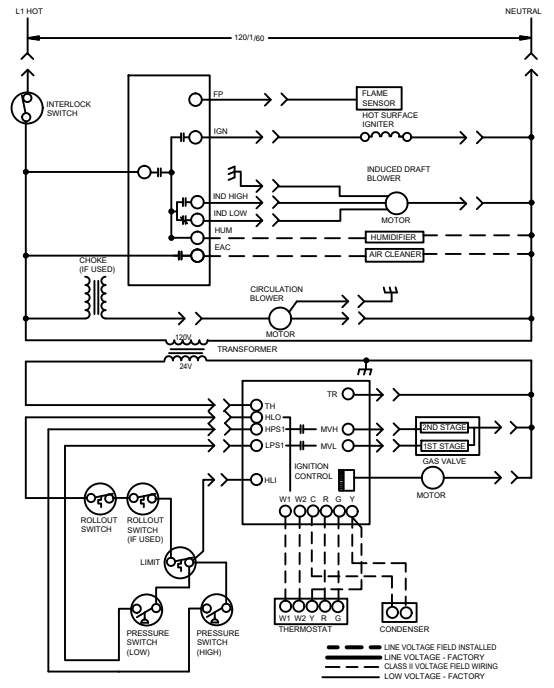 L1 HOT
NEUTRAL
120/1/60
INTERLOCK
SWITCH
FP
FLAME
SENSOR
HOT SURFACE
IGNITER
IGN
INDUCED DRAFT
BLOWER
IND HIGH
IND LOW
MOTOR
HUM
HUMIDIFIER
EAC
AIR CLEANER
CHOKE
(IF USED)
CIRCULATION
BLOWER
MOTOR
120V
TRANSFORMER
24V
TR
TH
HLO
HPS1
MVH
2ND STAGE
LPS1
MVL
1ST STAGE
GAS VALVE
IGNITION
CONTROL
HLI
MOTOR
W1 W2 C R G Y
ROLLOUT
SWITCH
ROLLOUT
SWITCH
(IF USED)
LIMIT
W1 W2 Y R G
THERMOSTAT
CONDENSER
PRESSURE
SWITCH
(LOW)
PRESSURE
SWITCH
(HIGH)
LINE VOLTAGE FIELD INSTALLED
LINE VOLTAGE - FACTORY
CLASS II VOLTAGE FIELD WIRING
LOW VOLTAGE - FACTORY